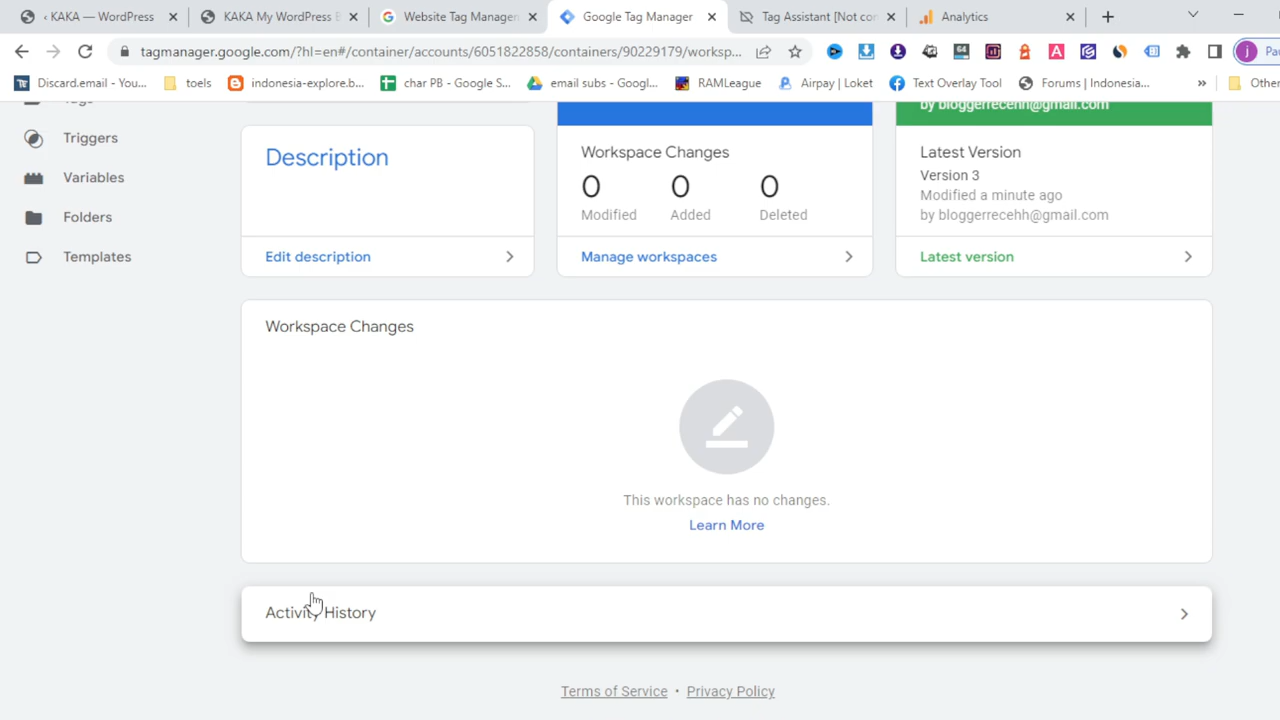 ‹ KAKA — WordPress
KAKA My WordPress B
Website Tag Manager
Google Tag Manager
Tag Assistant [Not con
Analytics
tagmanager.google.com/?hl=en#/container/accounts/6051822858/containers/90229179/worksp...
j
Discard.email - You...
toels
indonesia-explore.b...
char PB - Google S...
email subs - Googl...
RAMLeague
Airpay | Loket
Text Overlay Tool
Forums | Indonesia...
»
Other
Tags
Triggers
Variables
Folders
Templates
Description
Edit description
Workspace Changes
0 0 0
Modified Added Deleted
Manage workspaces
by bloggerrecehh@gmail.com
Latest Version
Version 3
Modified a minute ago
by bloggerrecehh@gmail.com
Latest version
Workspace Changes
This workspace has no changes.
Learn More
Activity History
Terms of Service • Privacy Policy